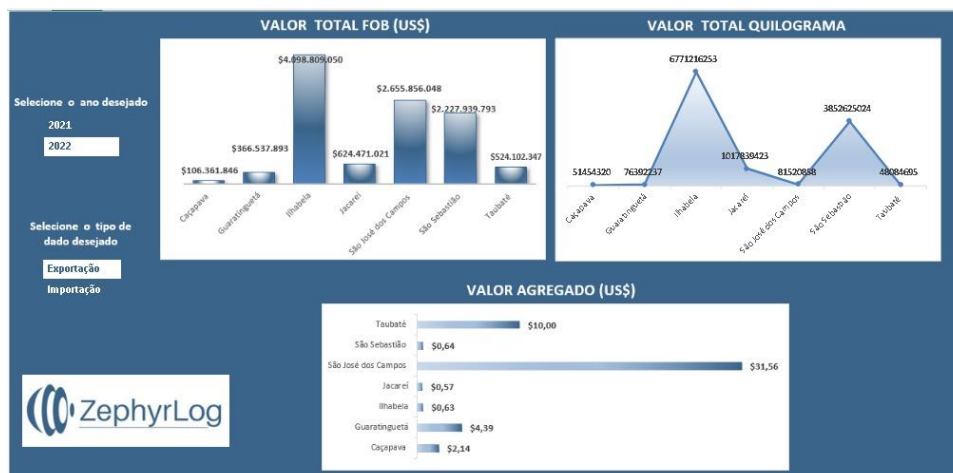 VALOR TOTAL FOB (US$)
$106.361.846
$366.537.893
$4.098.809.050
$624.471.021
$2.655.856.048
$2.227.939.793
$524.102.347
Caçapava
Guaratinguetá
Ilhabela
Jacareí
São José dos Campos
São Sebastião
Taubaté
VALOR TOTAL QUILOGRAMA
51454320
76392237
6771216253
1017839423
81520858
3852625024
48084695
Caçapava
Guaratinguetá
Ilhabela
Jacareí
São José dos Campos
São Sebastião
Taubaté
Selecione o ano desejado
2021
2022
Selecione o tipo de
dado desejado
Exportação
Importação
VALOR AGREGADO (US$)
Taubaté $10,00
São Sebastião $0,64
São José dos Campos $31,56
Jacareí $0,57
Ilhabela $0,63
Guaratinguetá $4,39
Caçapava $2,14
ZephyrLog